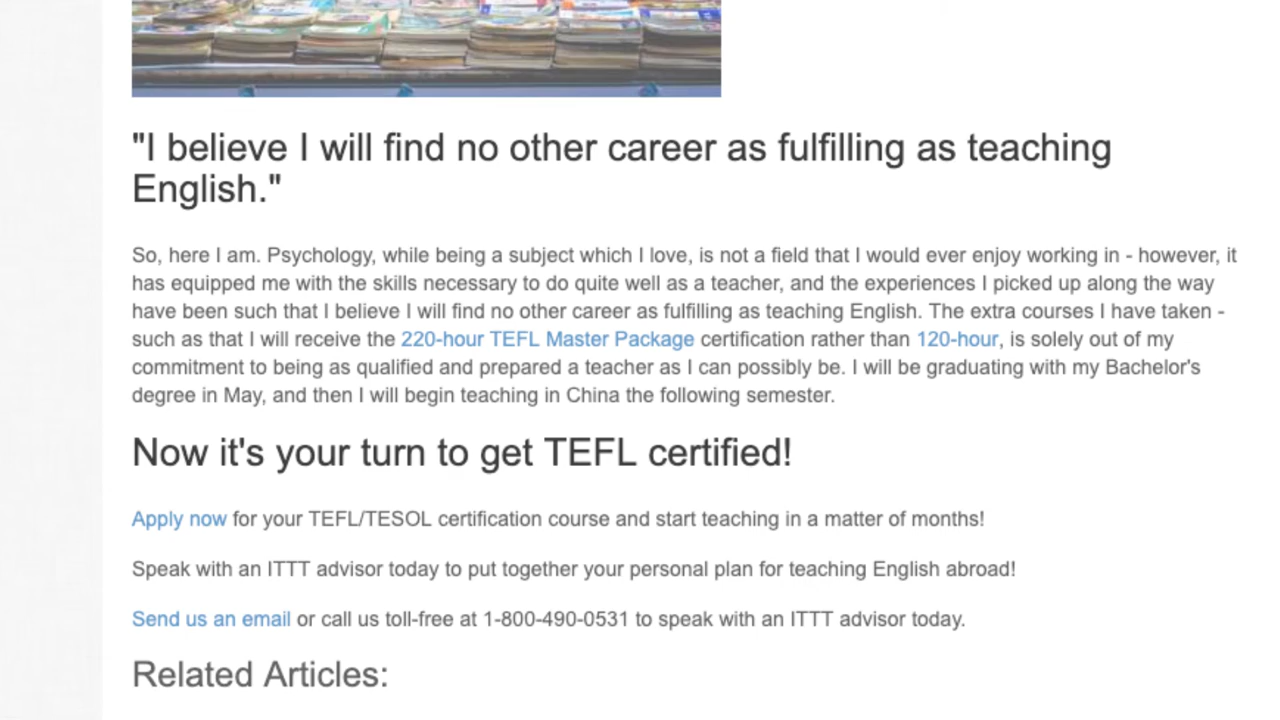 "I believe I will find no other career as fulfilling as teaching
English."
So, here I am. Psychology, while being a subject which I love, is not a field that I would ever enjoy working in - however, it
has equipped me with the skills necessary to do quite well as a teacher, and the experiences I picked up along the way
have been such that I believe I will find no other career as fulfilling as teaching English. The extra courses I have taken -
such as that I will receive the 220-hour TEFL Master Package certification rather than 120-hour, is solely out of my
commitment to being as qualified and prepared a teacher as I can possibly be. I will be graduating with my Bachelor's
degree in May, and then I will begin teaching in China the following semester.
Now it's your turn to get TEFL certified!
Apply now for your TEFL/TESOL certification course and start teaching in a matter of months!
Speak with an ITTT advisor today to put together your personal plan for teaching English abroad!
Send us an email or call us toll-free at 1-800-490-0531 to speak with an ITTT advisor today.
Related Articles: